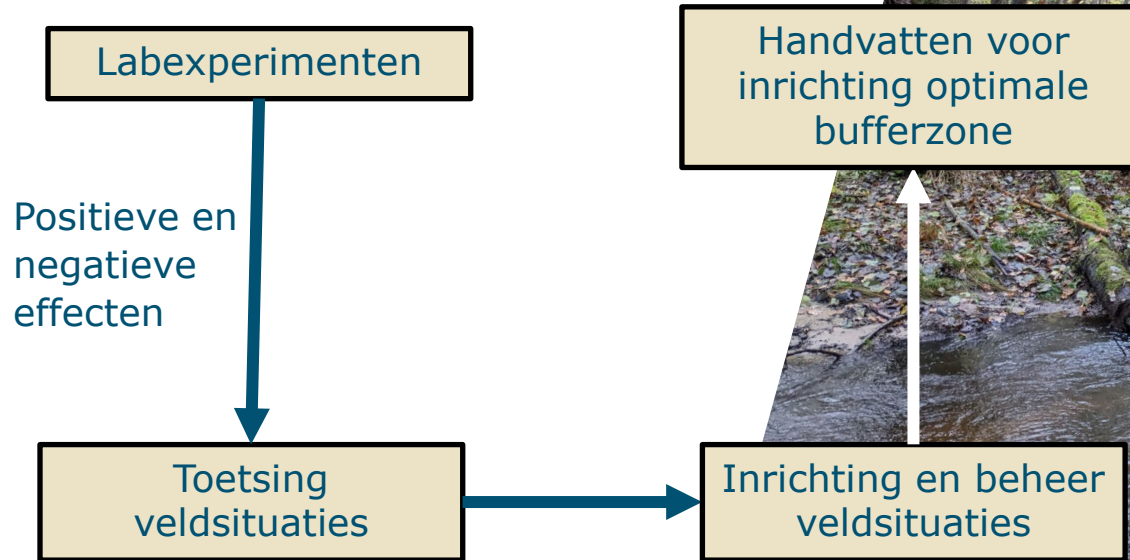 Labexperimenten
Handvatten voor
inrichting optimale
bufferzone
Positieve en
negatieve
effecten
Toetsing
veldsituaties
Inrichting en beheer
veldsituaties